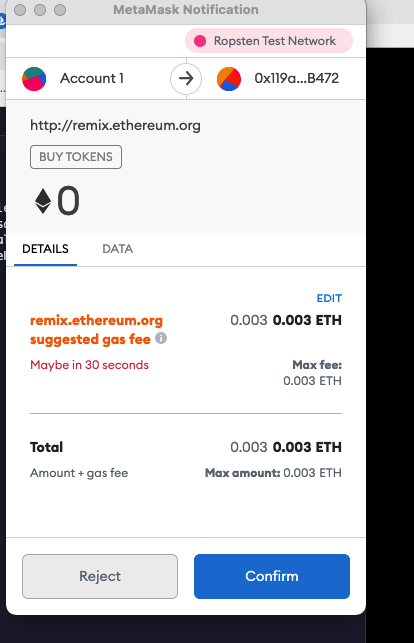 MetaMask Notification
Ropsten Test Network
Account 1
0x119a...B472
http://remix.ethereum.org
BUY TOKENS
0
DETAILS
DATA
EDIT
remix.ethereum.org 0.003 0.003 ETH
suggested gas fee
Maybe in 30 seconds Max fee:
0.003 ETH
Total 0.003 0.003 ETH
Amount + gas fee Max amount: 0.003 ETH
Reject
Confirm